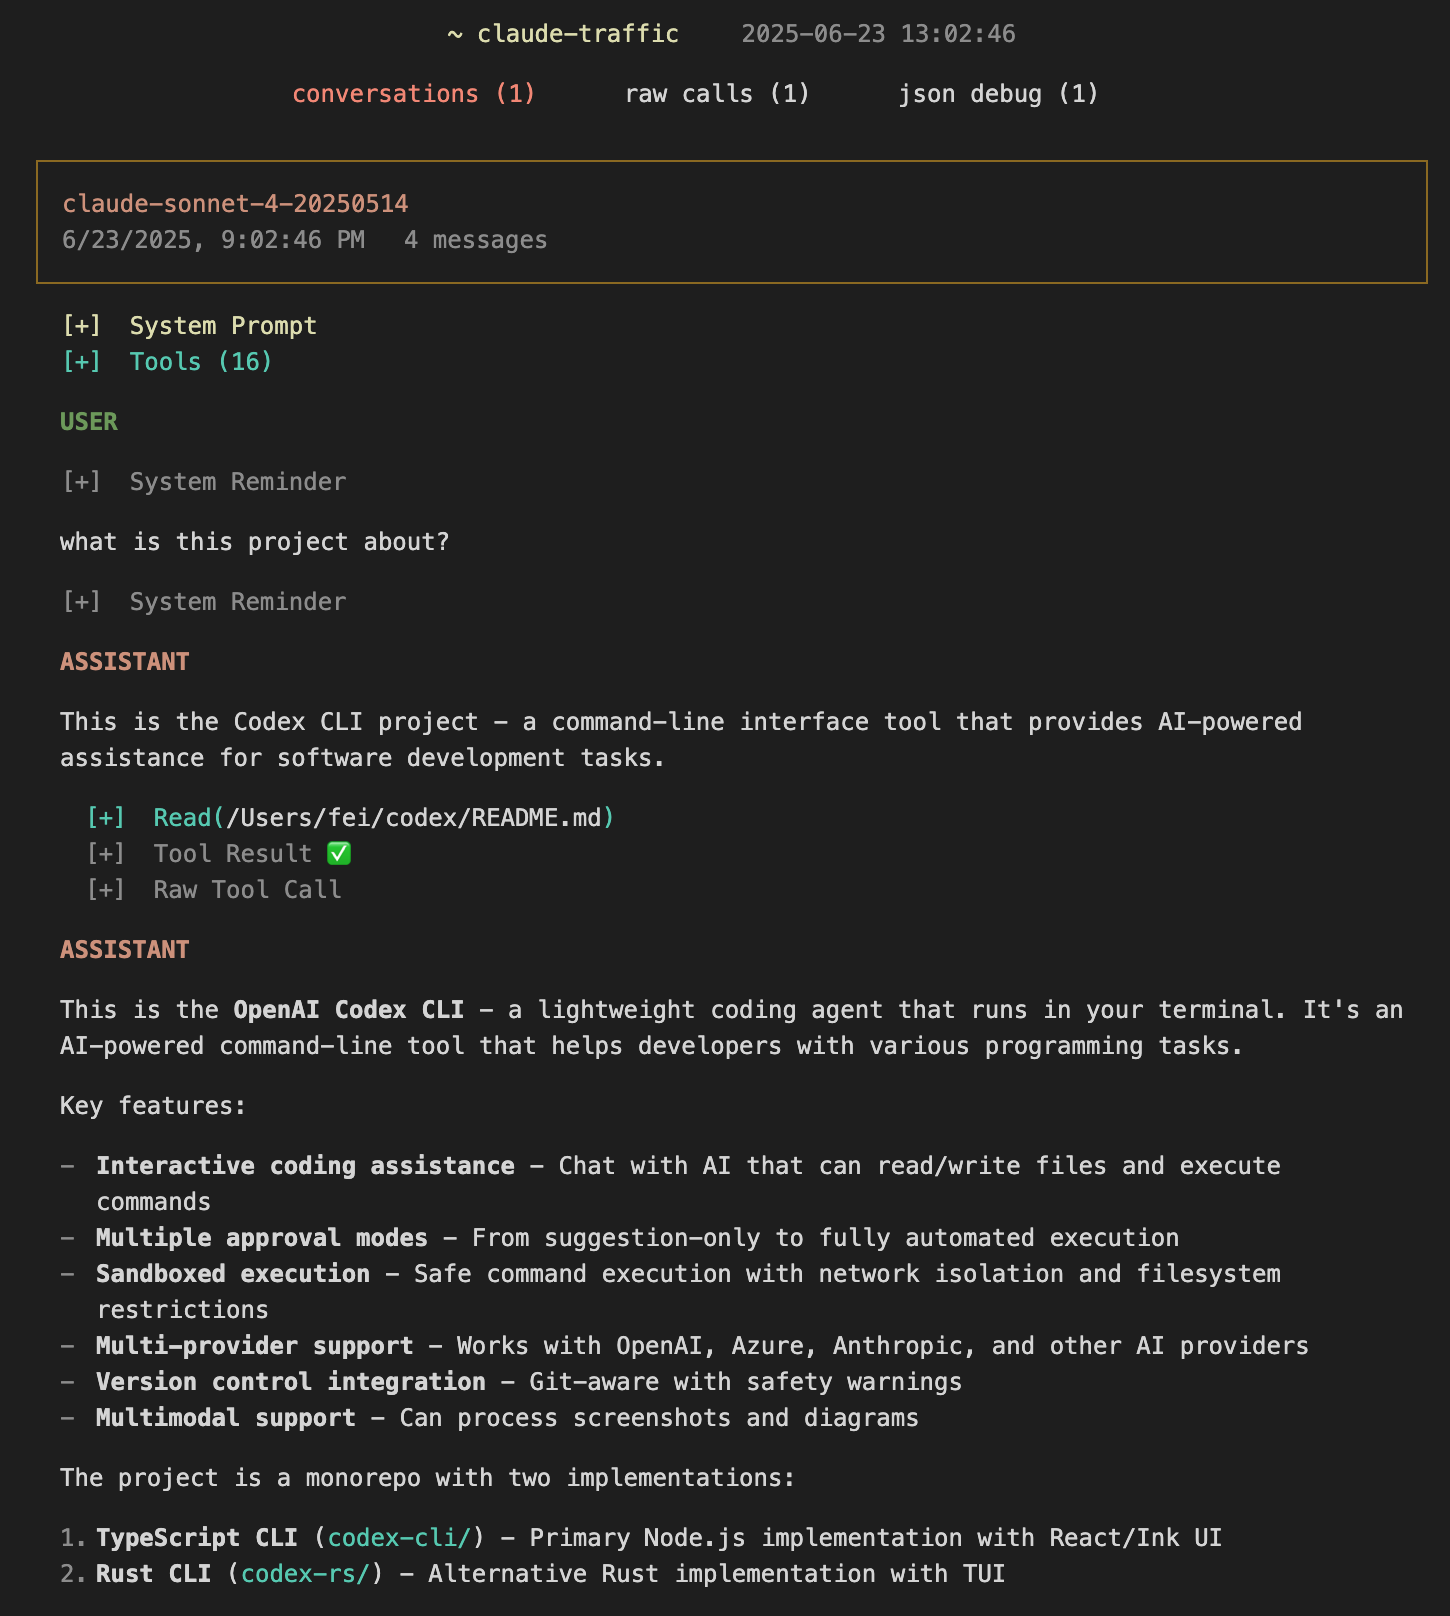 ~ claude-traffic 2025-06-23 13:02:46
conversations (1) raw calls (1) json debug (1)
claude-sonnet-4-20250514
6/23/2025, 9:02:46 PM 4 messages
[+] System Prompt
[+] Tools (16)
USER
[+] System Reminder
what is this project about?
[+] System Reminder
ASSISTANT
This is the Codex CLI project - a command-line interface tool that provides AI-powered
assistance for software development tasks.
[+] Read(/Users/fei/codex/README.md)
[+] Tool Result ✅
[+] Raw Tool Call
ASSISTANT
This is the OpenAI Codex CLI - a lightweight coding agent that runs in your terminal. It's an
AI-powered command-line tool that helps developers with various programming tasks.
Key features:
- Interactive coding assistance - Chat with AI that can read/write files and execute
commands
- Multiple approval modes - From suggestion-only to fully automated execution
- Sandboxed execution - Safe command execution with network isolation and filesystem
restrictions
- Multi-provider support - Works with OpenAI, Azure, Anthropic, and other AI providers
- Version control integration - Git-aware with safety warnings
- Multimodal support - Can process screenshots and diagrams
The project is a monorepo with two implementations:
1. TypeScript CLI (codex-cli/) - Primary Node.js implementation with React/Ink UI
2. Rust CLI (codex-rs/) - Alternative Rust implementation with TUI